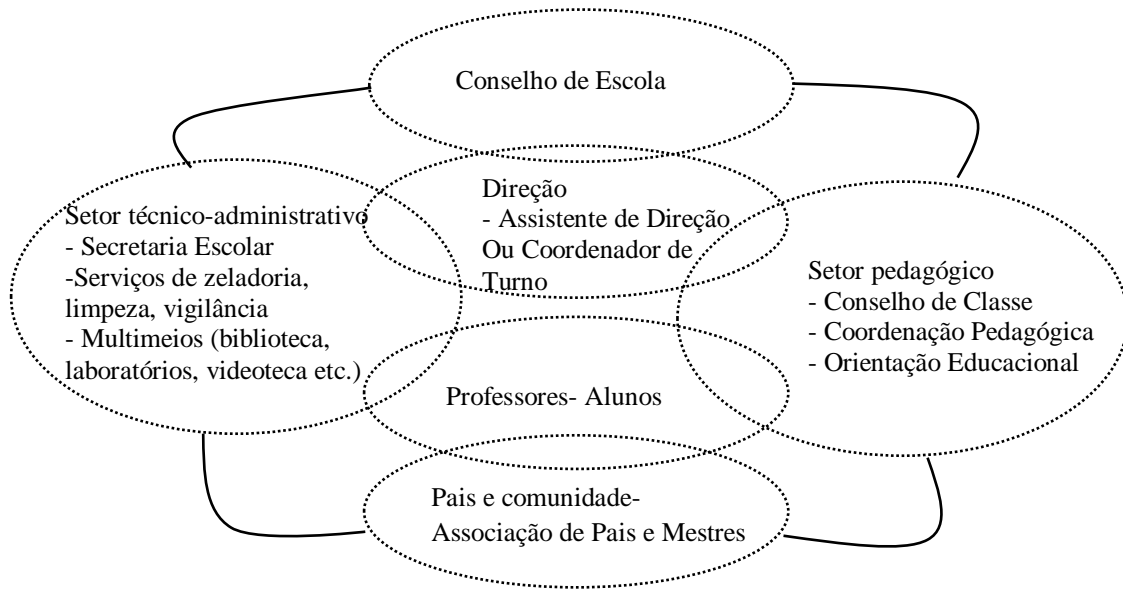 Conselho de Escola
Direção
- Assistente de Direção
Ou Coordenador de
Turno
Setor técnico-administrativo
- Secretaria Escolar
-Serviços de zeladoria,
limpeza, vigilância
- Multimeios (biblioteca,
laboratórios, videoteca etc.)
Setor pedagógico
- Conselho de Classe
- Coordenação Pedagógica
- Orientação Educacional
Professores- Alunos
Pais e comunidade-
Associação de Pais e Mestres